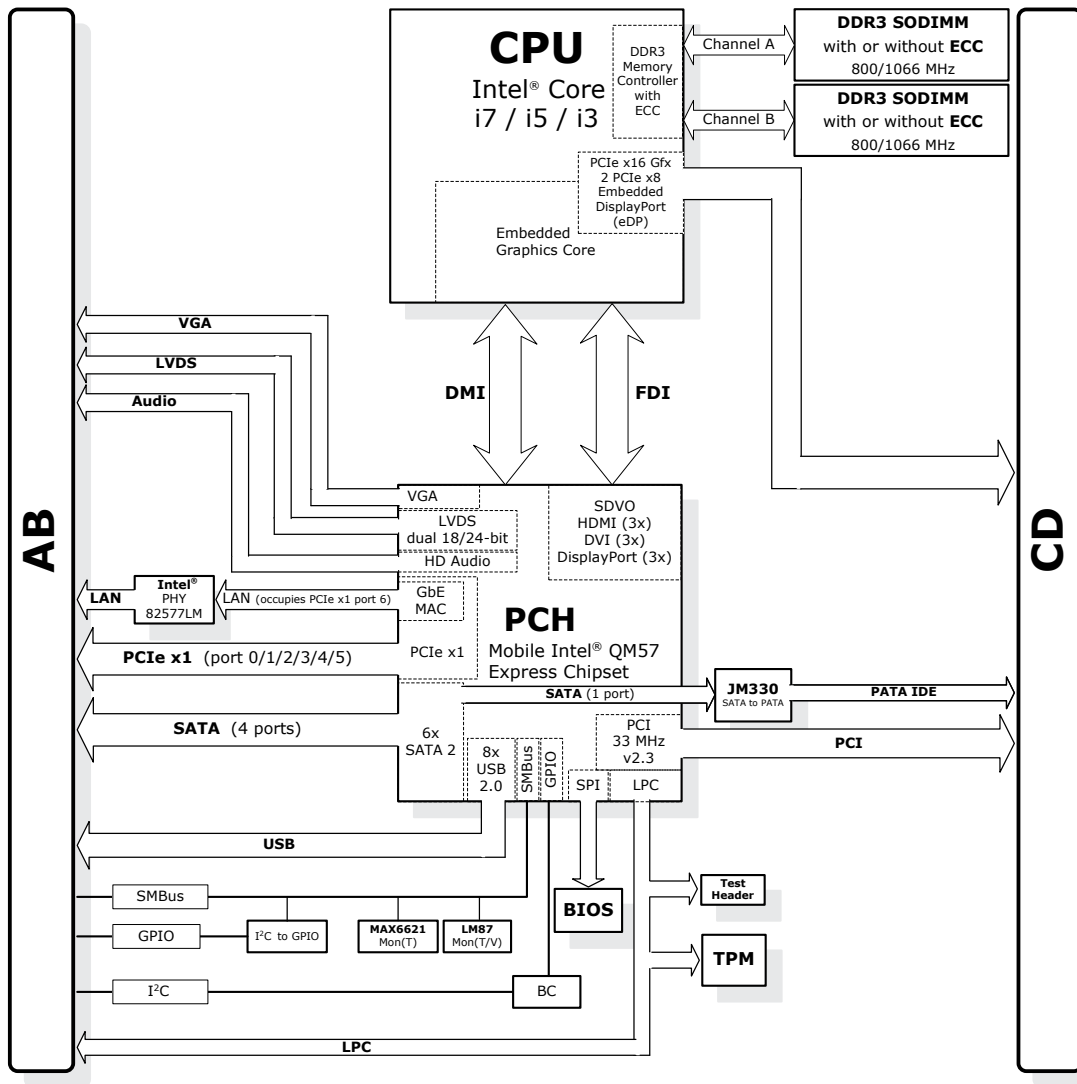 AB
CPU
Intel® Core
i7 / i5 / i3
DDR3
Memory
Controller
with
ECC
Channel A
Channel B
DDR3 SODIMM
with or without ECC
800/1066 MHz
DDR3 SODIMM
with or without ECC
800/1066 MHz
PCIe x16 Gfx
2 PCIe x8
Embedded
DisplayPort
(eDP)
Embedded
Graphics Core
CD
VGA
LVDS
Audio
DMI
FDI
VGA
LVDS
dual 18/24-bit
HD Audio
SDVO
HDMI (3x)
DVI (3x)
DisplayPort (3x)
LAN
Intel®
PHY
82577LM
LAN (occupies PCIe x1 port 6)
GbE
MAC
PCH
Mobile Intel® QM57
Express Chipset
PCIe x1 (port 0/1/2/3/4/5)
PCIe x1
SATA (1 port)
JM330
SATA to PATA
PATA IDE
SATA (4 ports)
6x
SATA 2
8x
USB
2.0
SMBus
GPIO
PCI
33 MHz
v2.3
PCI
SPI
LPC
USB
SMBus
GPIO
I²C to GPIO
MAX6621
Mon(T)
LM87
Mon(T/V)
BIOS
Test
Header
TPM
I²C
BC
LPC